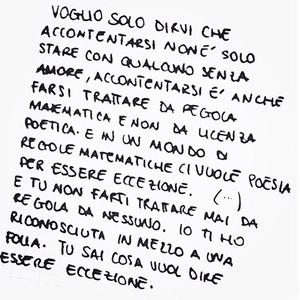 VOGLIO SOLO DIRVI CHE
ACCONTENTARSI NON É SOLO
STARE CON QUALCUNO SENZA
AMORE, ACCONTENTARSI É ANCHE
FARSI TRATTARE DA REGOLA
MATEMATICA E NON DA LICENZA
POETICA. E IN UN MONDO DI
REGOLE MATEMATICHE CI VUOLE POESIA
PER ESSERE ECCEZIONE. (...)
E TU NON FARTI TRATTARE MAI DA
REGOLA DA NESSUNO. IO TI HO
RICONOSCIUTA IN MEZZO A UNA
FOLLA. TU SAI COSA VUOL DIRE
ESSERE ECCEZIONE.